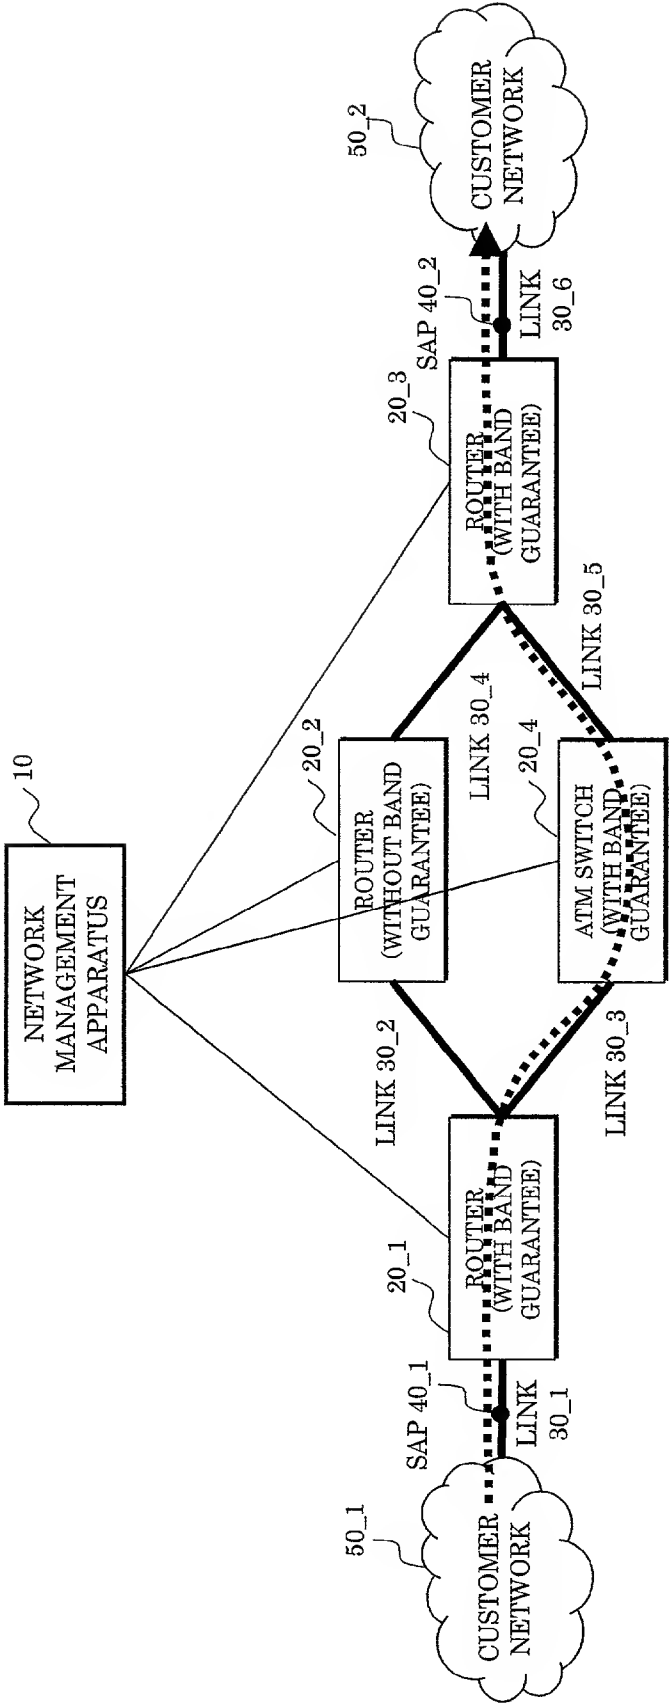 NETWORK
MANAGEMENT
APPARATUS
10
50_1
CUSTOMER
NETWORK
SAP 40_1
LINK
30_1
20_1
ROUTER
(WITH BAND
GUARANTEE)
LINK 30_2
LINK 30_3
20_2
ROUTER
(WITHOUT BAND
GUARANTEE)
20_4
ATM SWITCH
(WITH BAND
GUARANTEE)
LINK 30_4
LINK 30_5
20_3
ROUTER
(WITH BAND
GUARANTEE)
SAP 40_2
LINK
30_6
50_2
CUSTOMER
NETWORK